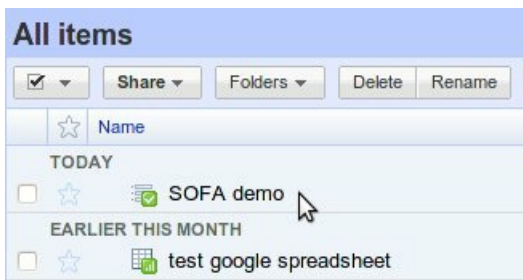 All items
Share Folders Delete Rename
Name
TODAY
SOFA demo
EARLIER THIS MONTH
test google spreadsheet